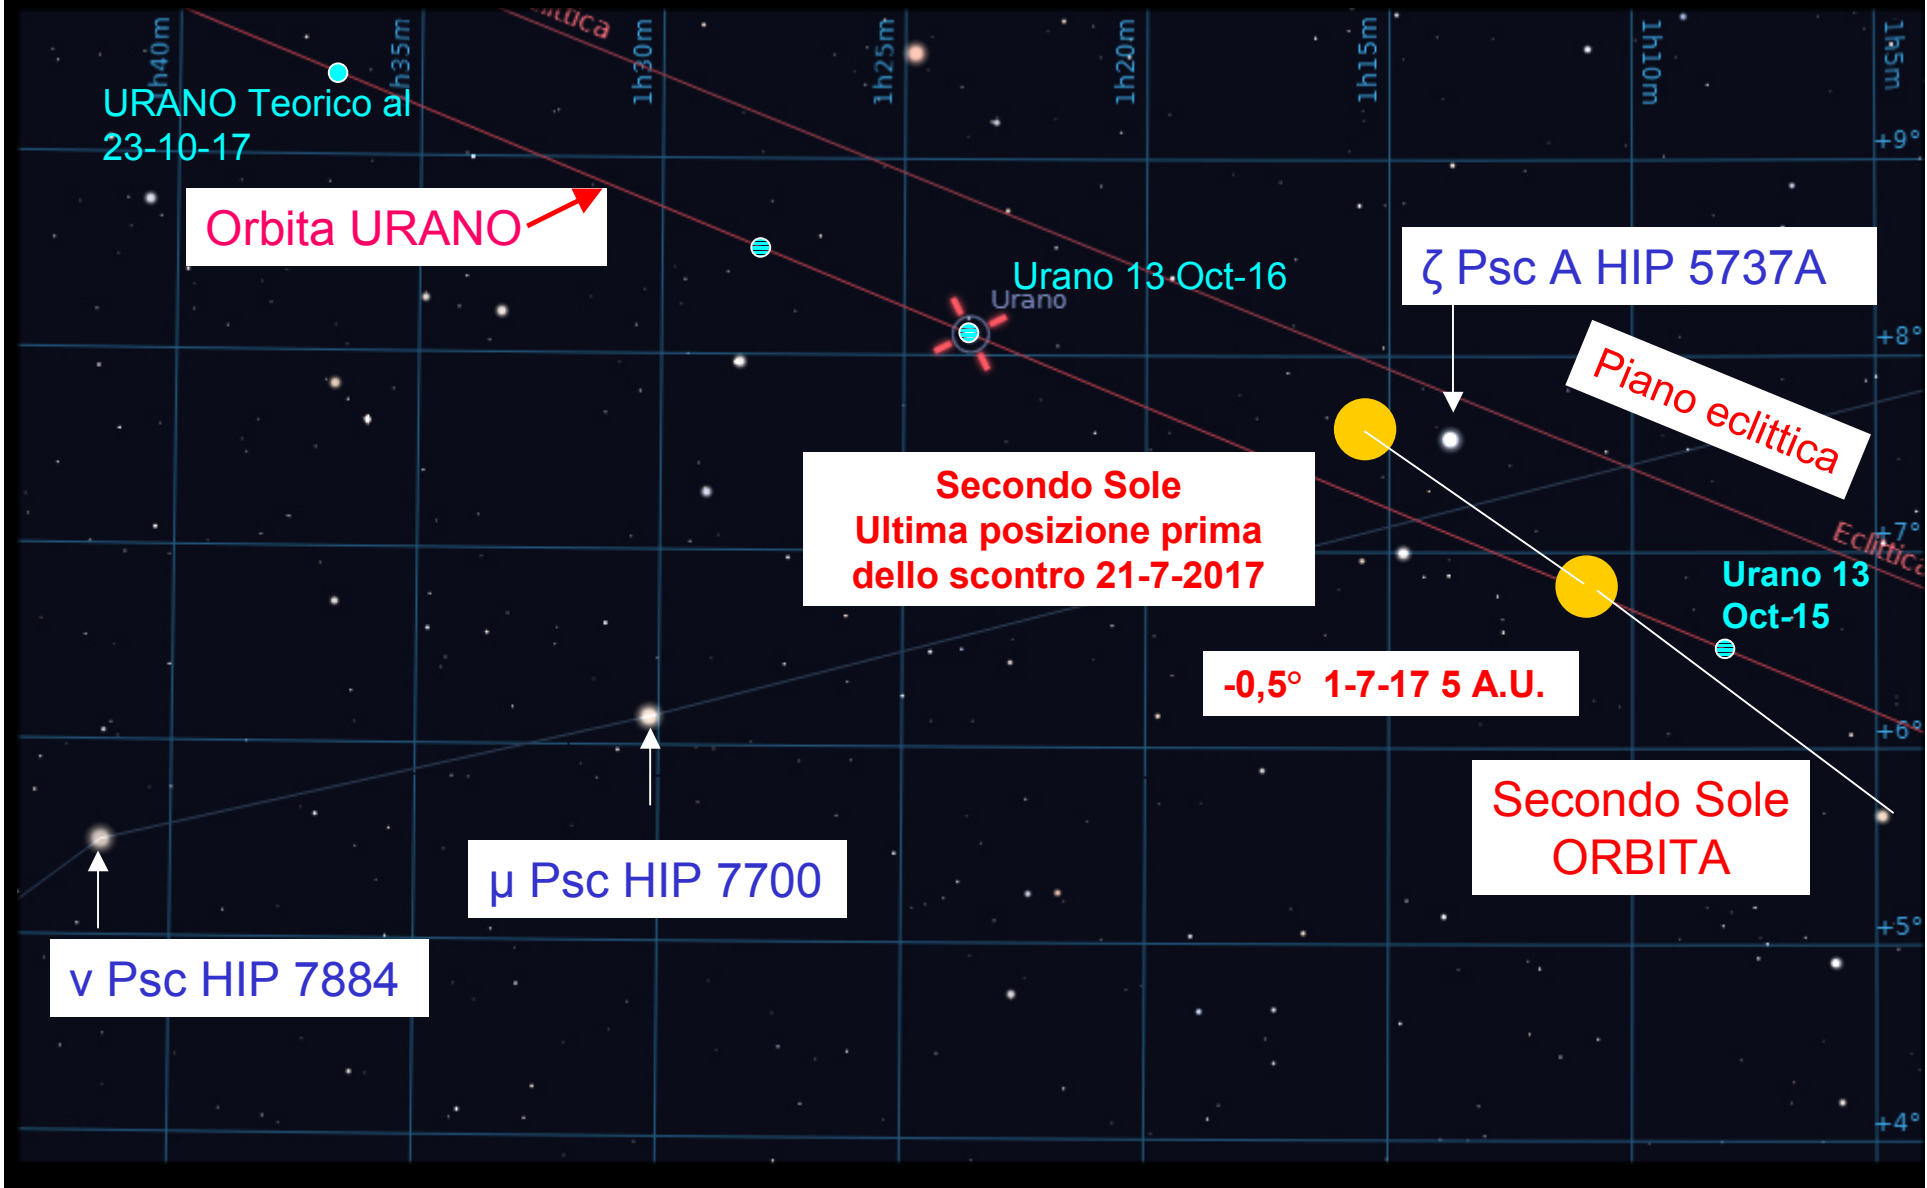 Eclittica
1h40m
1h35m
1h30m
1h25m
1h20m
1h15m
1h10m
1h5m
URANO Teorico al
23-10-17
+9°
Orbita URANO
Urano 13 Oct-16
Urano
ζ Psc A HIP 5737A
+8°
Piano eclittica
Secondo Sole
Ultima posizione prima
dello scontro 21-7-2017
+7°
Eclittica
Urano 13
Oct-15
-0,5° 1-7-17 5 A.U.
+6°
Secondo Sole
ORBITA
μ Psc HIP 7700
+5°
ν Psc HIP 7884
+4°